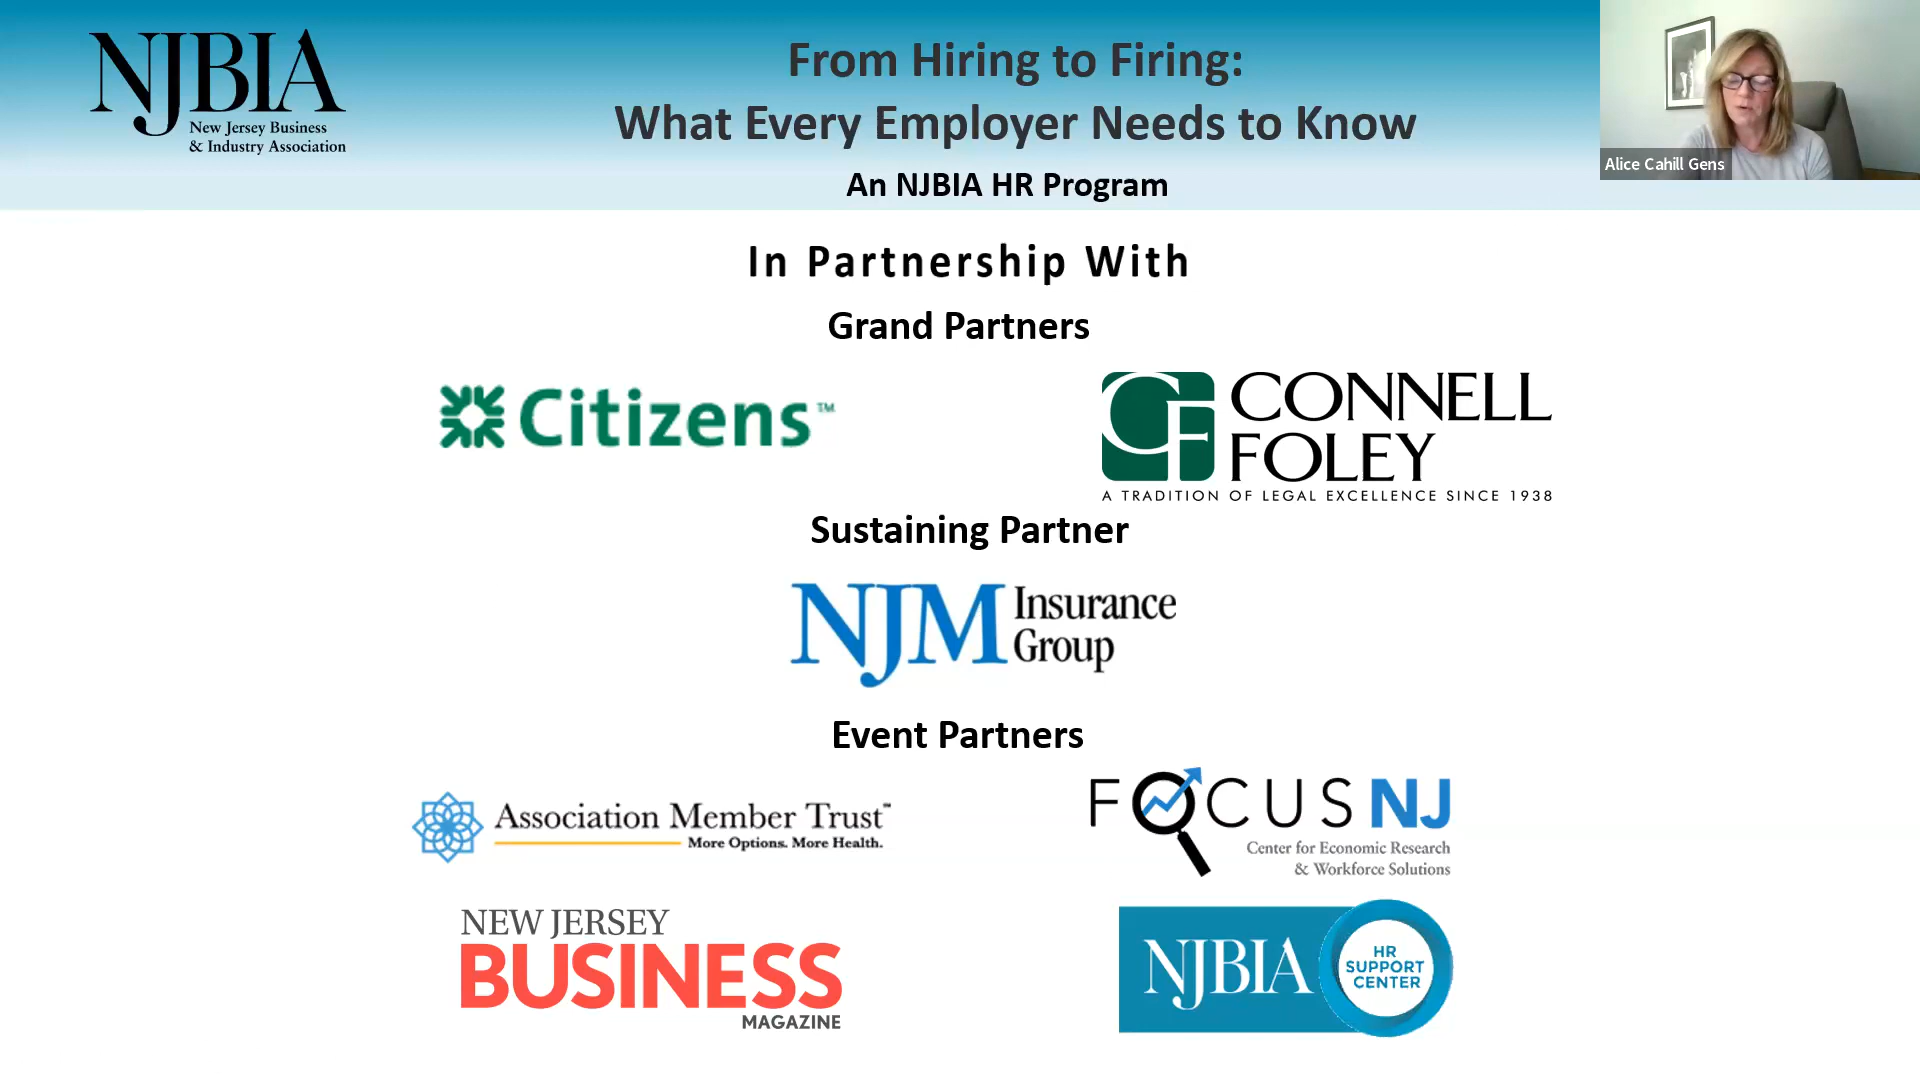 NJBIA
New Jersey Business
& Industry Association
From Hiring to Firing:
What Every Employer Needs to Know
An NJBIA HR Program
Alice Cahill Gens
In Partnership With
Grand Partners
Citizens™
CF
CONNELL
FOLEY
A TRADITION OF LEGAL EXCELLENCE SINCE 1938
Sustaining Partner
NJM
Insurance
Group
Event Partners
Association Member Trust™
More Options. More Health.
FOCUS NJ
Center for Economic Research
& Workforce Solutions
NEW JERSEY
BUSINESS
MAGAZINE
NJBIA
HR
SUPPORT
CENTER